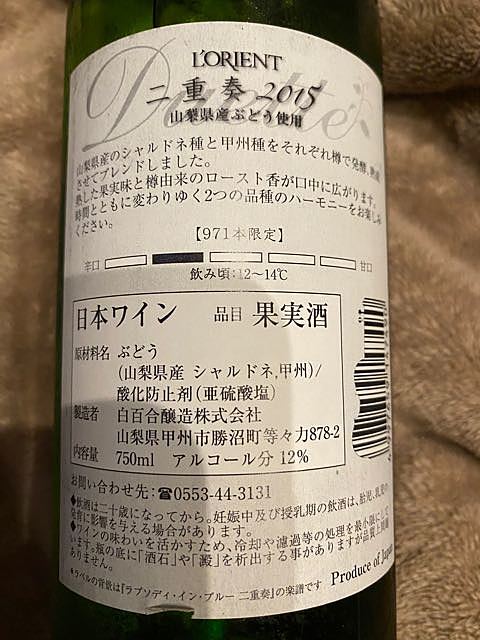 L'ORIENT
二重奏 2015
Duette
山梨県産ぶどう使用
山梨県産のシャルドネ種と甲州種をそれぞれ樽で発酵、熟成
させてブレンドしました。
熟した果実味と樽由来のロースト香が口中に広がります。
時間とともに変わりゆく2つの品種のハーモニーをお楽しみ
ください。
【971本限定】
辛口 甘口
飲み頃:12～14℃
日本ワイン 品目 果実酒
原材料名 ぶどう
(山梨県産 シャルドネ,甲州)/
酸化防止剤(亜硫酸塩)
製造者 白百合醸造株式会社
山梨県甲州市勝沼町等々力878-2
内容量 750ml アルコール分 12%
お問い合わせ先:☎0553-44-3131
◆飲酒は二十歳になってから。妊娠中及び授乳期の飲酒は、胎児、乳児の
発育に影響を与える場合があります。
◆ワインの味わいを活かすため、冷却や濾過等の処理を最小限にして
います。瓶の底に「酒石」や「澱」を析出する事がありますが品質上問題
ありません。
◆ラベルの背景は『ラプソディ・イン・ブルー 二重奏』の楽譜です
Produce of Japan